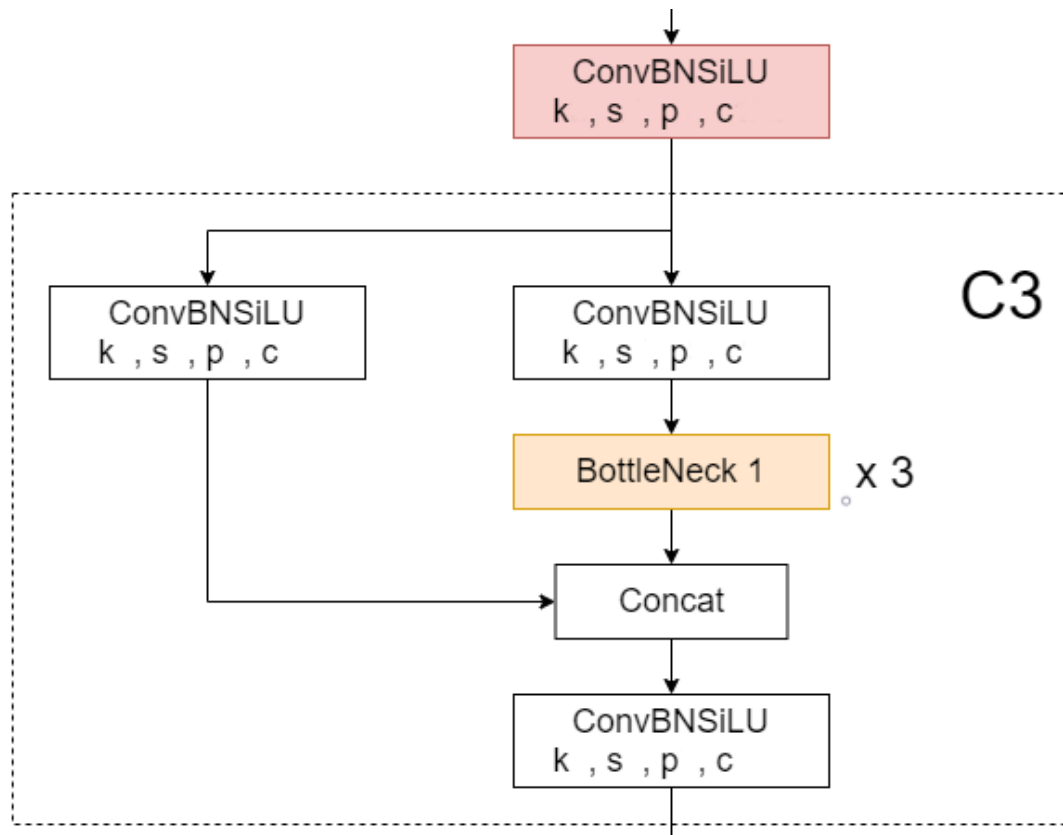 ConvBNSiLU
k , s , p , c
C3
ConvBNSiLU
k , s , p , c
ConvBNSiLU
k , s , p , c
BottleNeck 1
x 3
Concat
ConvBNSiLU
k , s , p , c